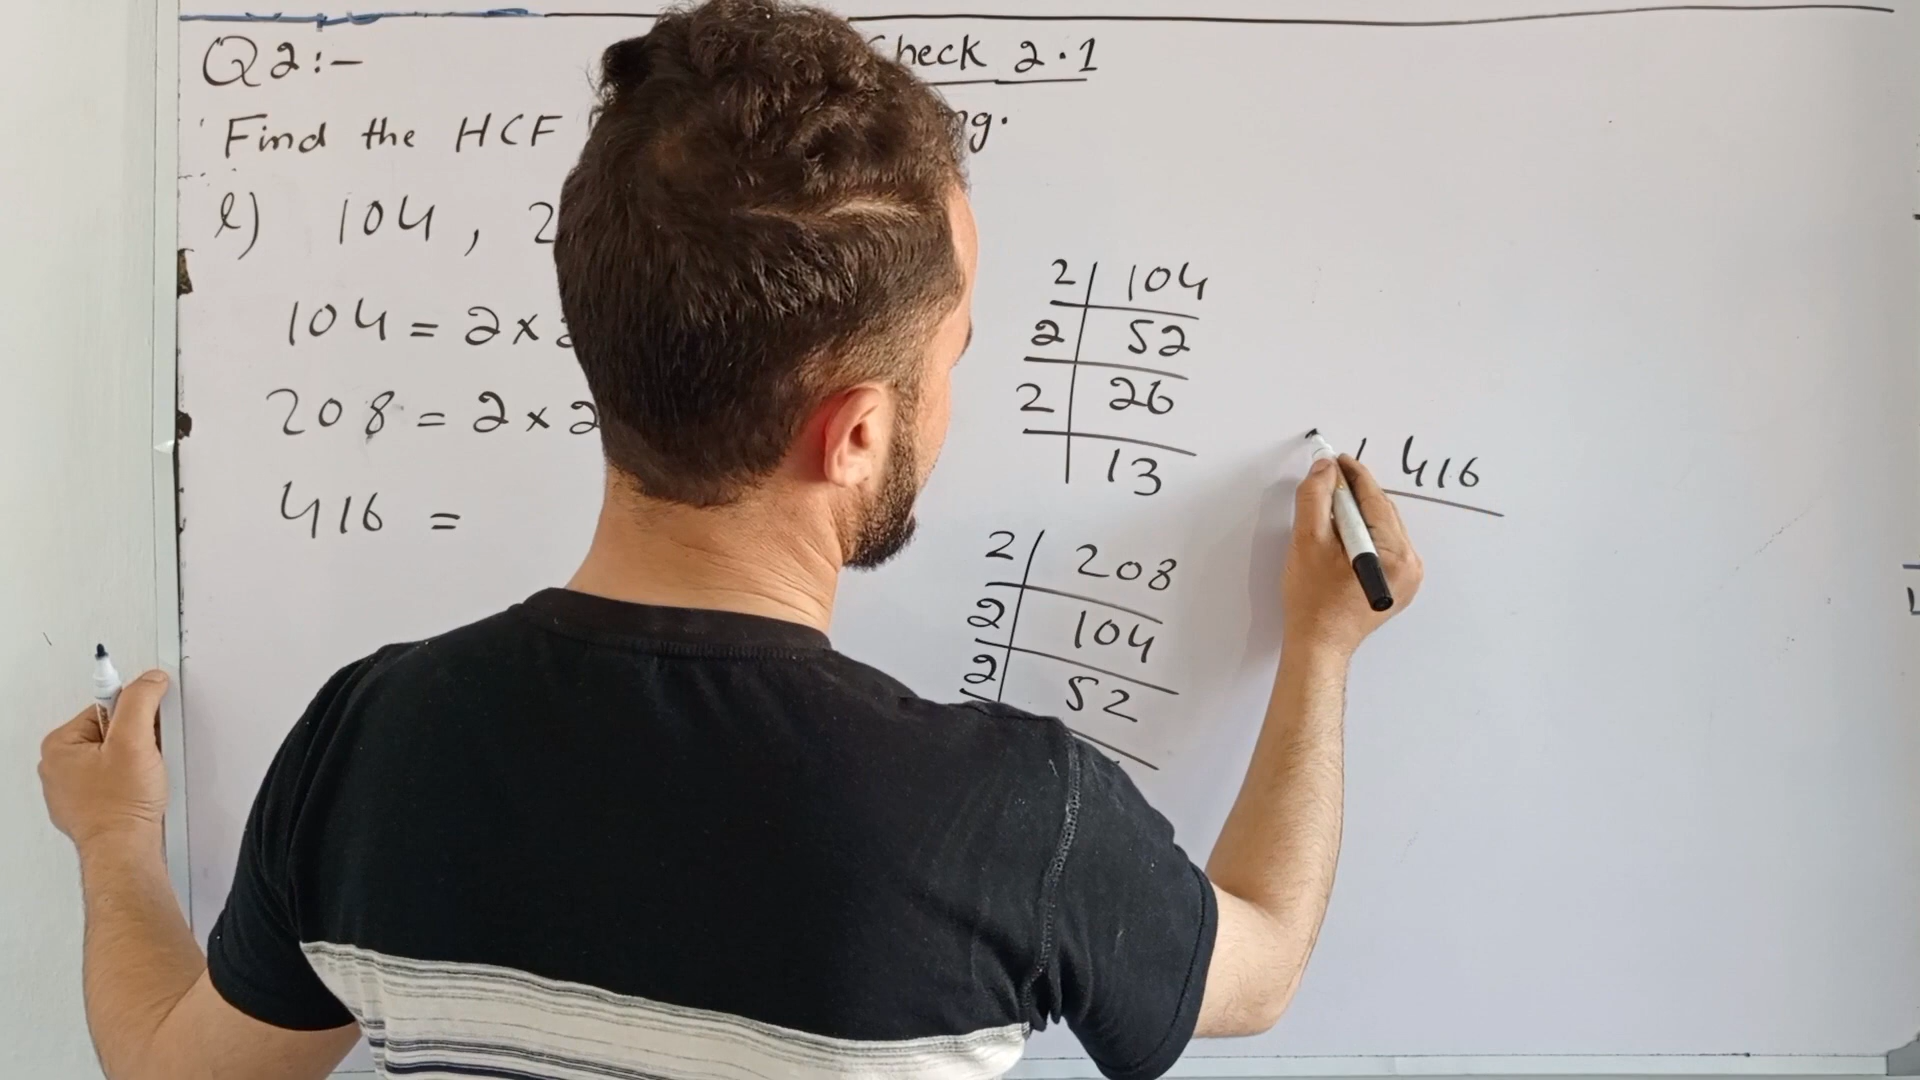 Q2:- Check 2.1
Find the HCF
l) 104 , 2
104 = 2 x
208 = 2 x 2
416 =
2 | 104
2 | 52
2 | 26
13
2 | 208
2 | 104
2 | 52
416